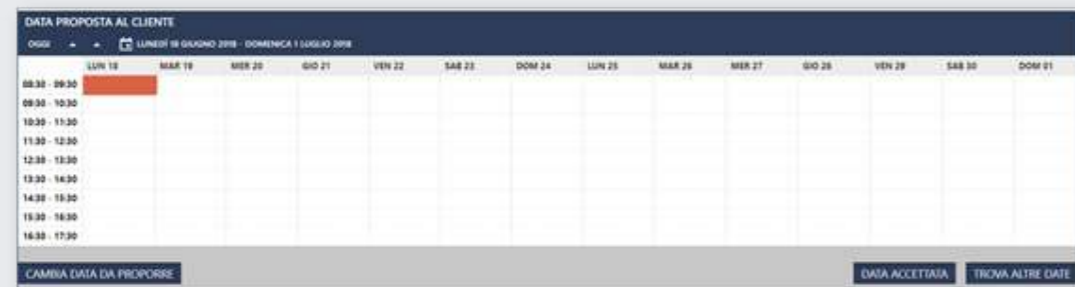 DATA PROPOSTA AL CLIENTE
OGGI LUNEDÌ 18 GIUGNO 2018 - DOMENICA 1 LUGLIO 2018
LUN 18 MAR 19 MER 20 GIO 21 VEN 22 SAB 23 DOM 24 LUN 25 MAR 26 MER 27 GIO 28 VEN 29 SAB 30 DOM 01
08:30 - 09:30
09:30 - 10:30
10:30 - 11:30
11:30 - 12:30
12:30 - 13:30
13:30 - 14:30
14:30 - 15:30
15:30 - 16:30
16:30 - 17:30
CAMBIA DATA DA PROPORRE DATA ACCETTATA TROVA ALTRE DATE